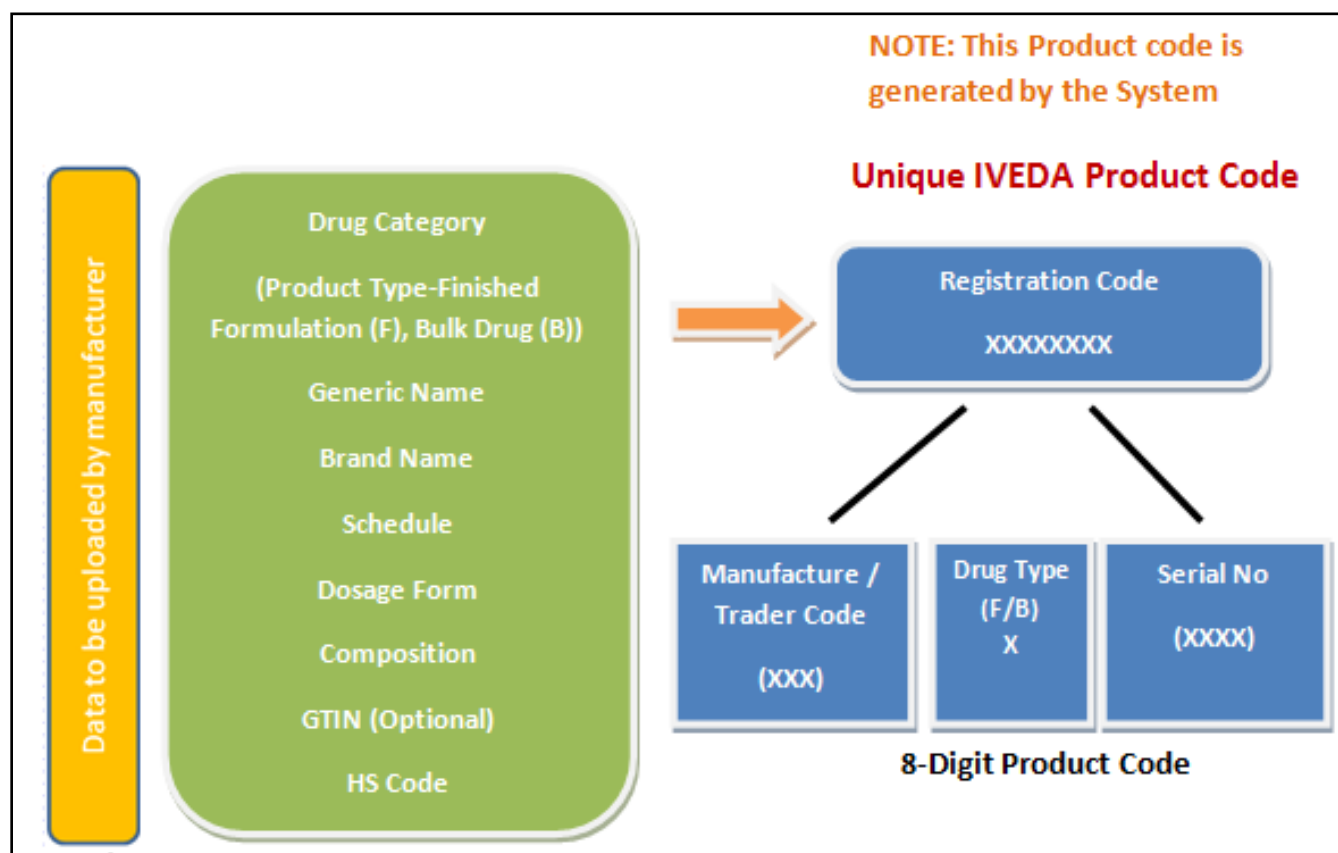 NOTE: This Product code is
generated by the System
Unique IVEDA Product Code
Data to be uploaded by manufacturer
Drug Category
(Product Type-Finished
Formulation (F), Bulk Drug (B))
Generic Name
Brand Name
Schedule
Dosage Form
Composition
GTIN (Optional)
HS Code
Registration Code
XXXXXXXX
Manufacture /
Trader Code
(XXX)
Drug Type
(F/B)
X
Serial No
(XXXX)
8-Digit Product Code